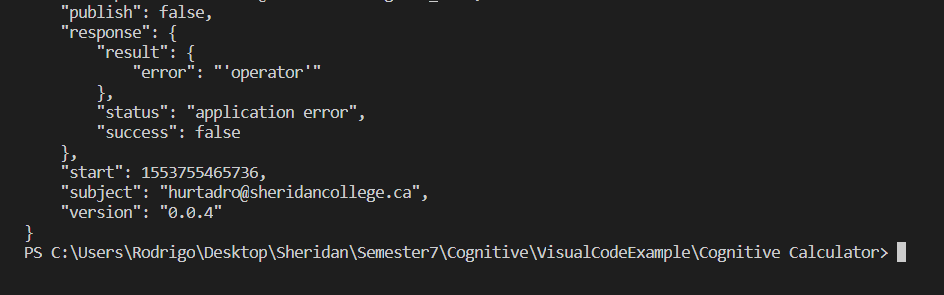 "publish": false,
"response": {
"result": {
"error": "'operator'"
},
"status": "application error",
"success": false
},
"start": 1553755465736,
"subject": "hurtadro@sheridancollege.ca",
"version": "0.0.4"
}
PS C:\Users\Rodrigo\Desktop\Sheridan\Semester7\Cognitive\VisualCodeExample\Cognitive Calculator>